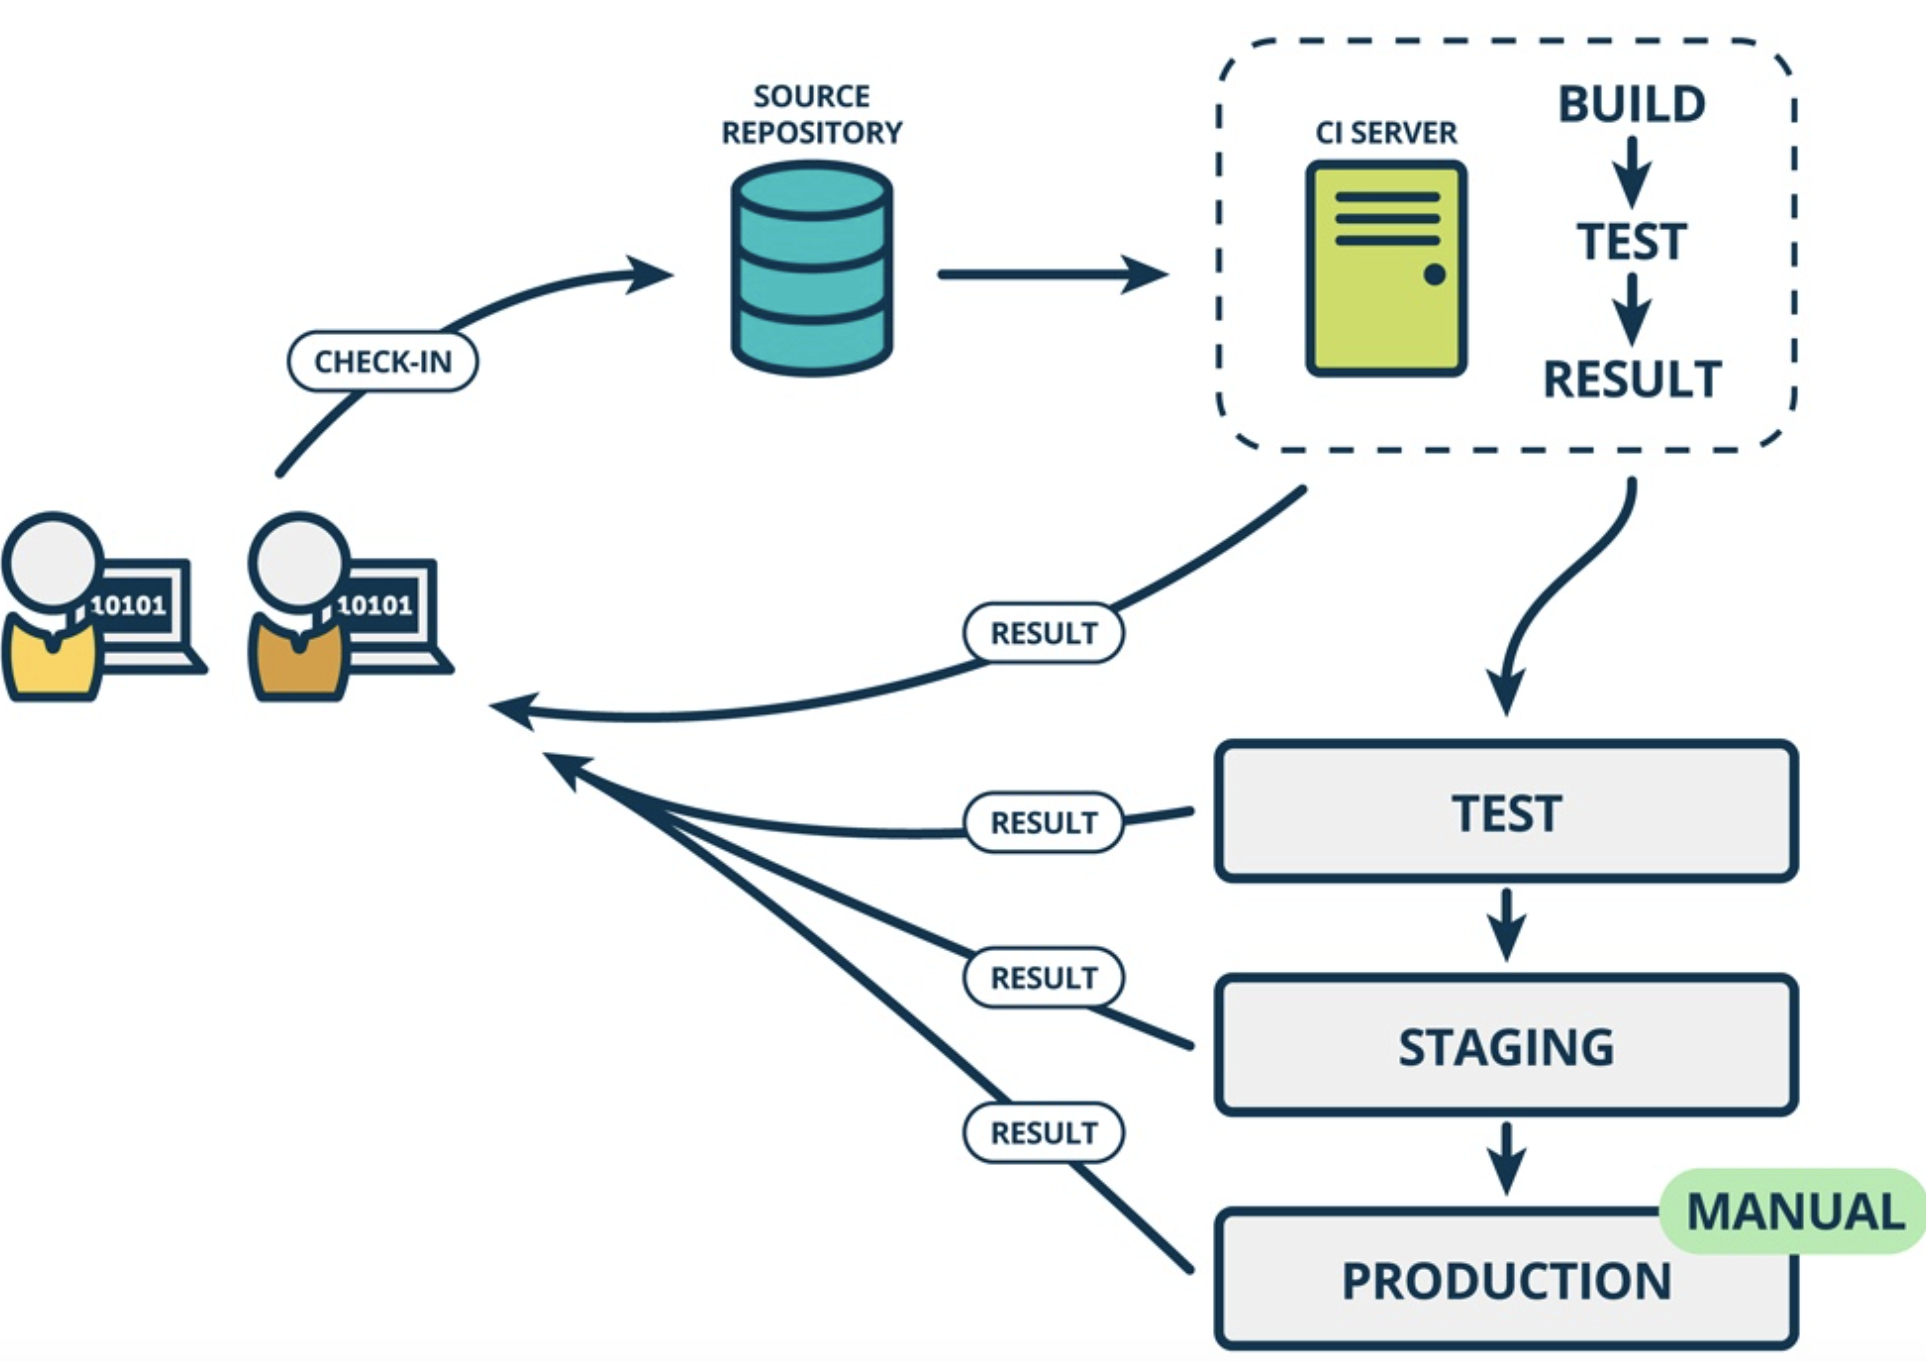 SOURCE
REPOSITORY
CI SERVER
BUILD
TEST
RESULT
CHECK-IN
10101
10101
RESULT
RESULT
TEST
RESULT
STAGING
RESULT
MANUAL
PRODUCTION